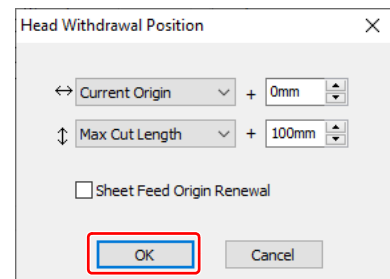 Head Withdrawal Position
Current Origin + 0mm
Max Cut Length + 100mm
Sheet Feed Origin Renewal
OK Cancel